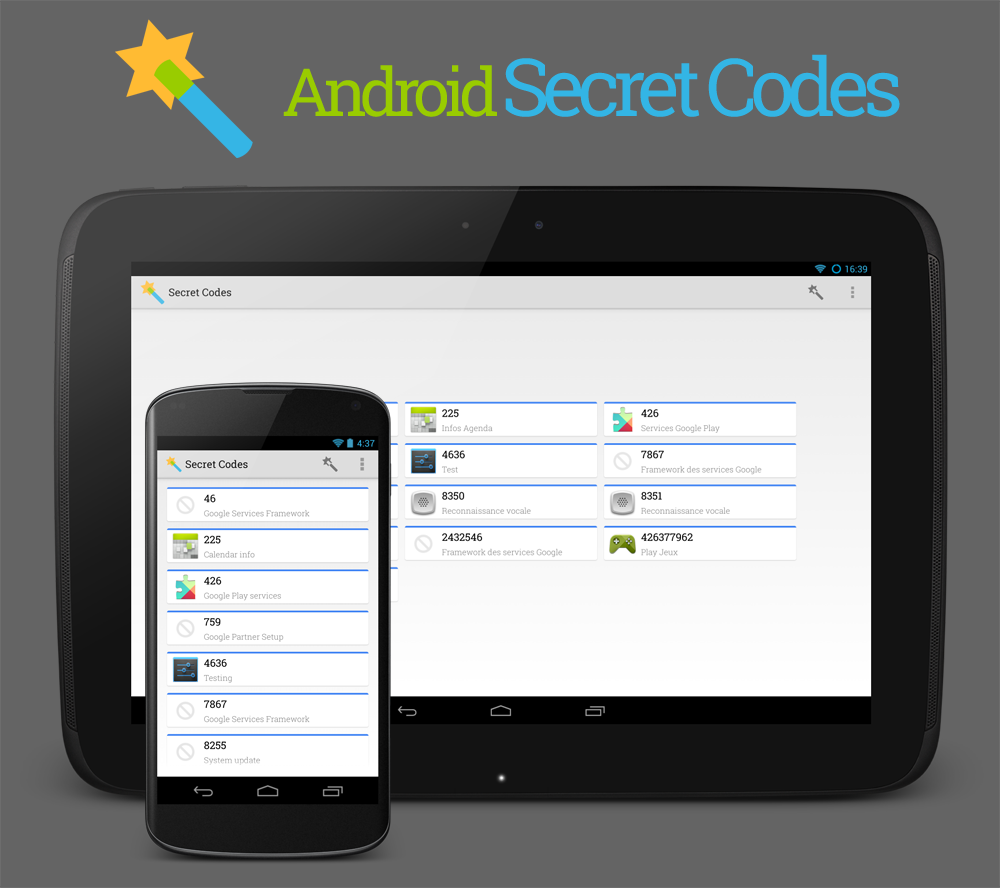 Android Secret Codes
16:39
Secret Codes
225
Infos Agenda
426
Services Google Play
4636
Test
7867
Framework des services Google
8350
Reconnaissance vocale
8351
Reconnaissance vocale
2432546
Framework des services Google
426377962
Play Jeux
4:37
Secret Codes
46
Google Services Framework
225
Calendar info
426
Google Play services
759
Google Partner Setup
4636
Testing
7867
Google Services Framework
8255
System update